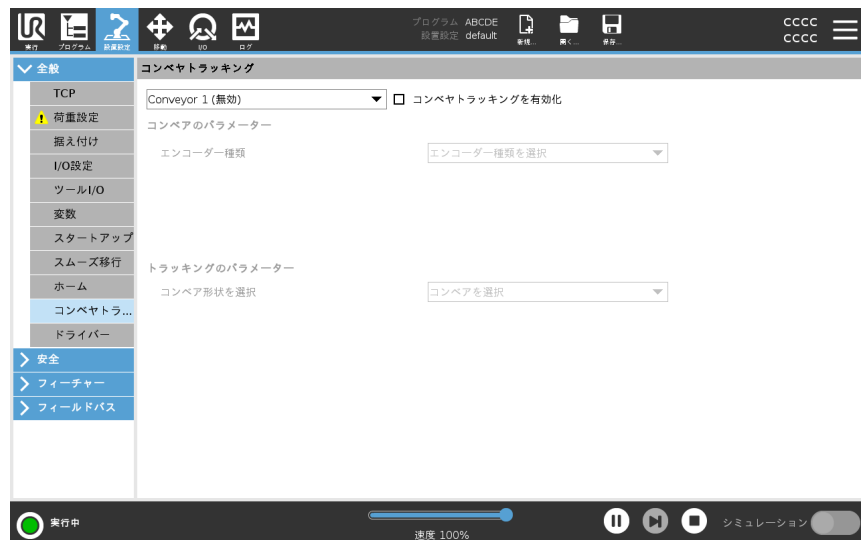 プログラム ABCDE
設置設定 default
CCCC
CCCC
実行
プログラム
設置設定
移動
I/O
ログ
新規...
開く...
保存...
全般
コンベヤトラッキング
TCP
荷重設定
据え付け
I/O設定
ツールI/O
変数
スタートアップ
スムーズ移行
ホーム
コンベヤトラ...
ドライバー
安全
フィーチャー
フィールドバス
Conveyor 1 (無効)
コンベヤトラッキングを有効化
コンベアのパラメーター
エンコーダー種類
エンコーダー種類を選択
トラッキングのパラメーター
コンベア形状を選択
コンベアを選択
実行中
速度 100%
シミュレーション